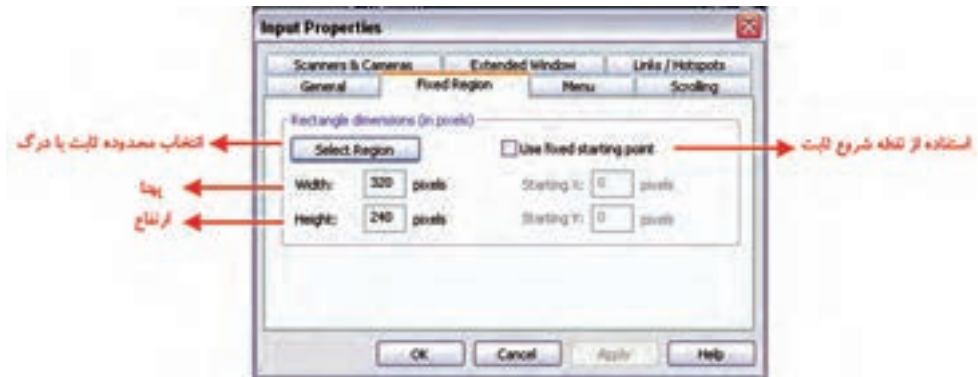 Input Properties
Scanners & Cameras Extended Window Links / Hotspots
General Fixed Region Menu Scrolling
Rectangle dimensions (in pixels)
انتخاب محدوده ثابت با درگ
Select Region
Use fixed starting point
استفاده از نقطه شروع ثابت
پهنا
Width: 320 pixels
Starting X: 0 pixels
ارتفاع
Height: 240 pixels
Starting Y: 0 pixels
OK Cancel Apply Help